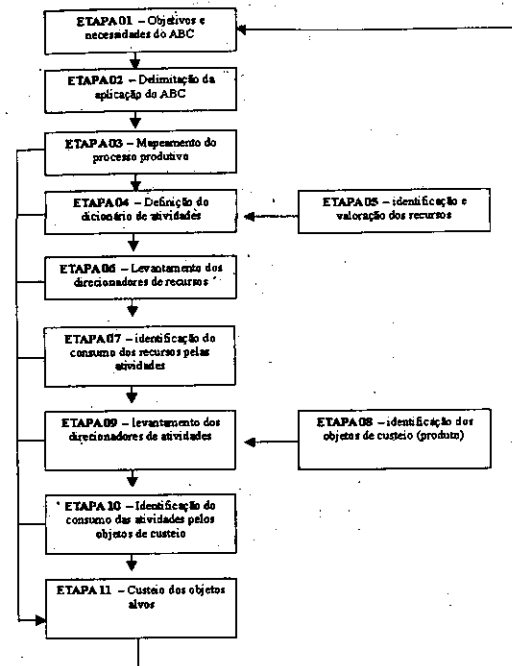 ETAPA 01 – Objetivos e
necessidades do ABC
ETAPA 02 – Delimitação da
aplicação do ABC
ETAPA 03 – Mapeamento do
processo produtivo
ETAPA 04 – Definição do
dicionário de atividades
ETAPA 05 – identificação e
valoração dos recursos
ETAPA 06 – Levantamento dos
direcionadores de recursos
ETAPA 07 – identificação do
consumo dos recursos pelas
atividades
ETAPA 09 – levantamento dos
direcionadores de atividades
ETAPA 08 – identificação dos
objetos de custeio (produto)
ETAPA 10 – Identificação do
consumo das atividades pelos
objetos de custeio
ETAPA 11 – Custeio dos objetos
alvos